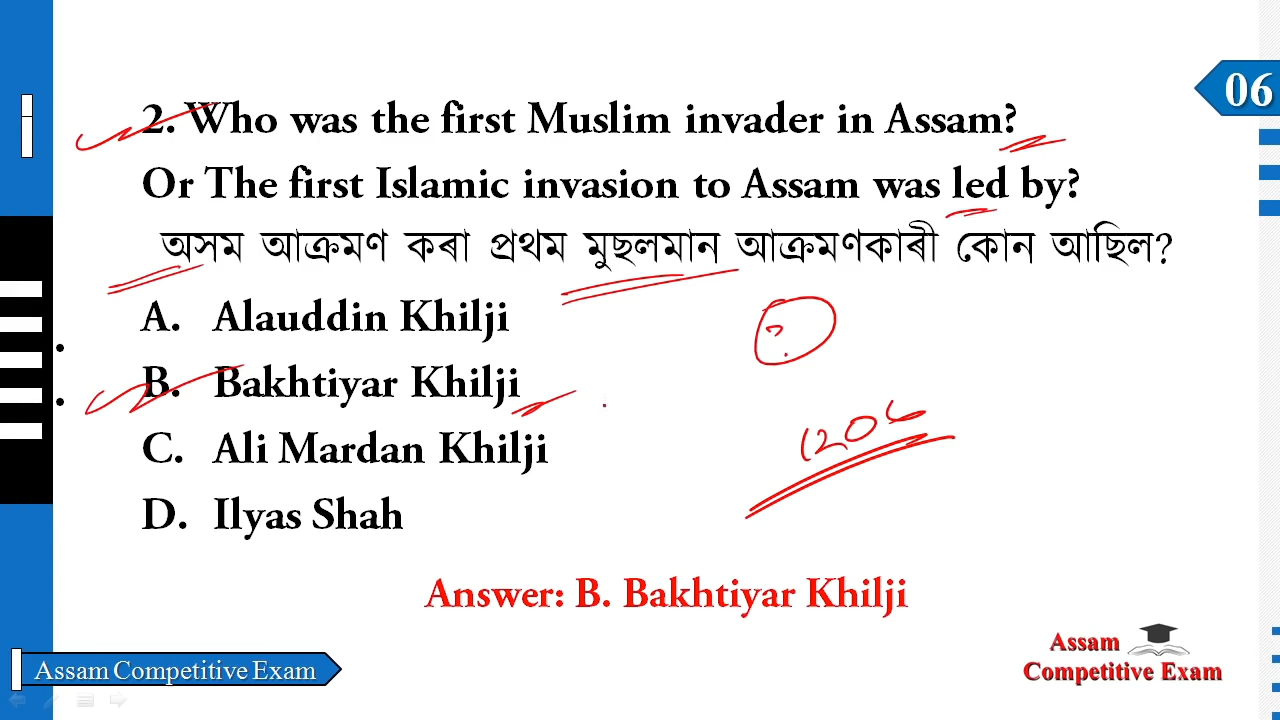 06
2. Who was the first Muslim invader in Assam?
Or The first Islamic invasion to Assam was led by?
অসম আক্ৰমণ কৰা প্ৰথম মুছলমান আক্ৰমণকাৰী কোন আছিল?
A. Alauddin Khilji
?
B. Bakhtiyar Khilji
1206
C. Ali Mardan Khilji
D. Ilyas Shah
Answer: B. Bakhtiyar Khilji
Assam Competitive Exam
Assam
Competitive Exam